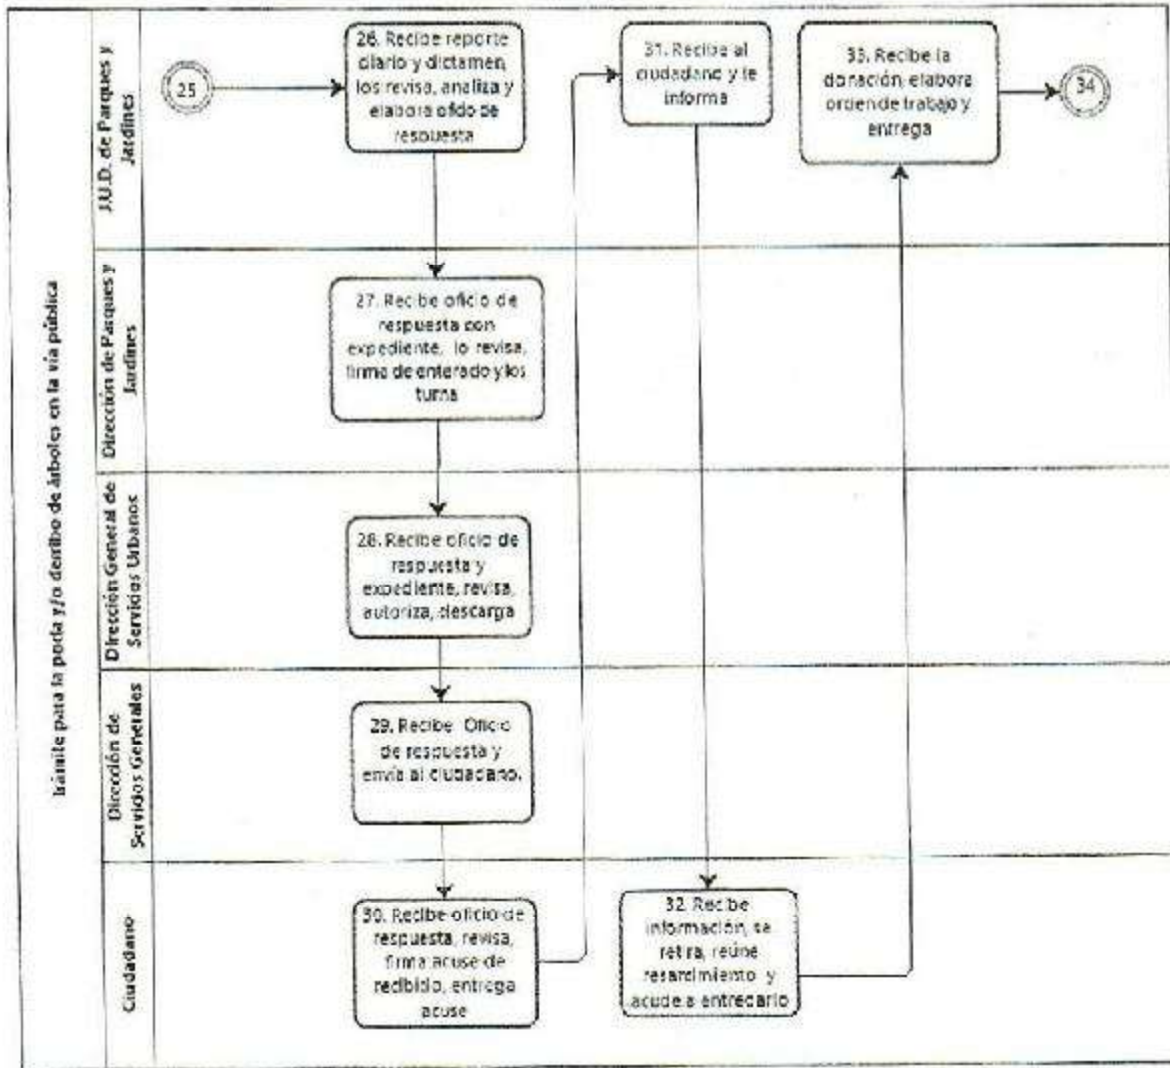 Trámite para la poda y/o derribo de árboles en la vía pública
J.U.D. de Parques y
Jardines
25
26. Recibe reporte
diario y dictamen,
los revisa, analiza y
elabora oficio de
respuesta
31. Recibe al
ciudadano y le
informa
33. Recibe la
donación, elabora
orden de trabajo y
entrega
34
Dirección de Parques y
Jardines
27. Recibe oficio de
respuesta con
expediente, lo revisa,
firma de enterado y los
turna
Dirección General de
Servicios Urbanos
28. Recibe oficio de
respuesta y
expediente, revisa,
autoriza, descarga
Dirección de
Servicios Generales
29. Recibe Oficio
de respuesta y
envía al ciudadano.
Ciudadano
30. Recibe oficio de
respuesta, revisa,
firma acuse de
recibido, entrega
acuse
32. Recibe
información, se
retira, reúne
resarcimiento y
acude a entregarlo